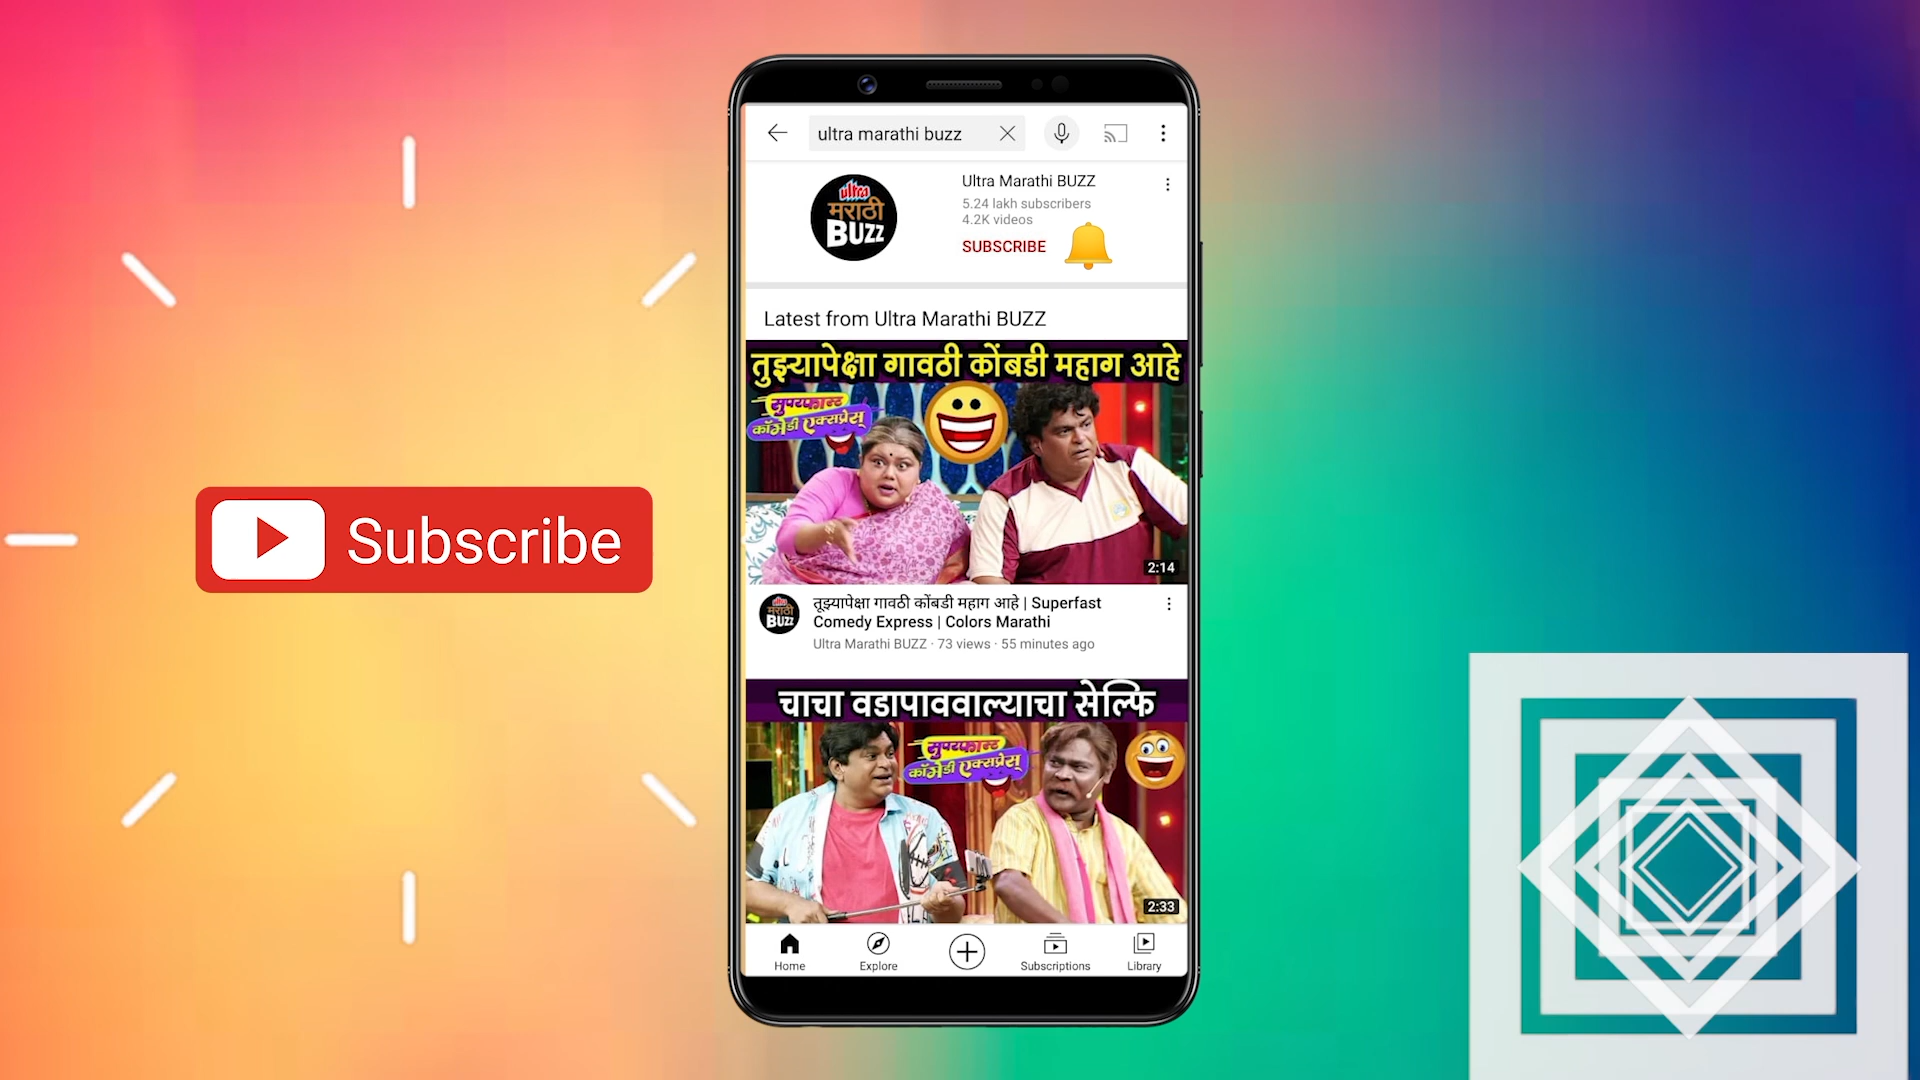 ultra marathi buzz
ultra
मराठी
BUZZ
Ultra Marathi BUZZ
5.24 lakh subscribers
4.2K videos
SUBSCRIBE
Latest from Ultra Marathi BUZZ
तुझ्यापेक्षा गावठी कोंबडी महाग आहे
सुपरफास्ट
कॉमेडी एक्सप्रेस्
2:14
ultra
मराठी
BUZZ
तूझ्यापेक्षा गावठी कोंबडी महाग आहे | Superfast
Comedy Express | Colors Marathi
Ultra Marathi BUZZ · 73 views · 55 minutes ago
Subscribe
चाचा वडापाववाल्याचा सेल्फि
सुपरफास्ट
कॉमेडी एक्सप्रेस्
2:33
Home
Explore
Subscriptions
Library